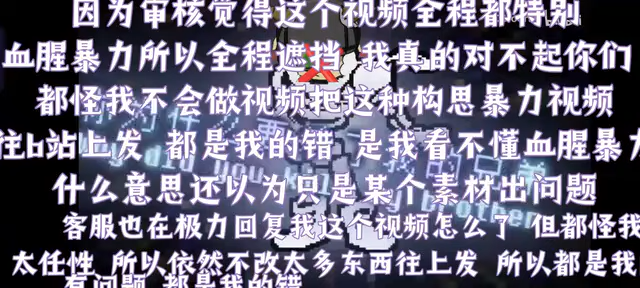 因为审核觉得这个视频全程都特别
血腥暴力所以全程遮挡 我真的对不起你们
都怪我不会做视频把这种构思暴力视频
往b站上发 都是我的错 是我看不懂血腥暴力
什么意思还以为只是某个素材出问题
客服也在极力回复我这个视频怎么了 但都怪我
太任性 所以依然不改太多东西往上发 所以都是我
有问题 都是我的错